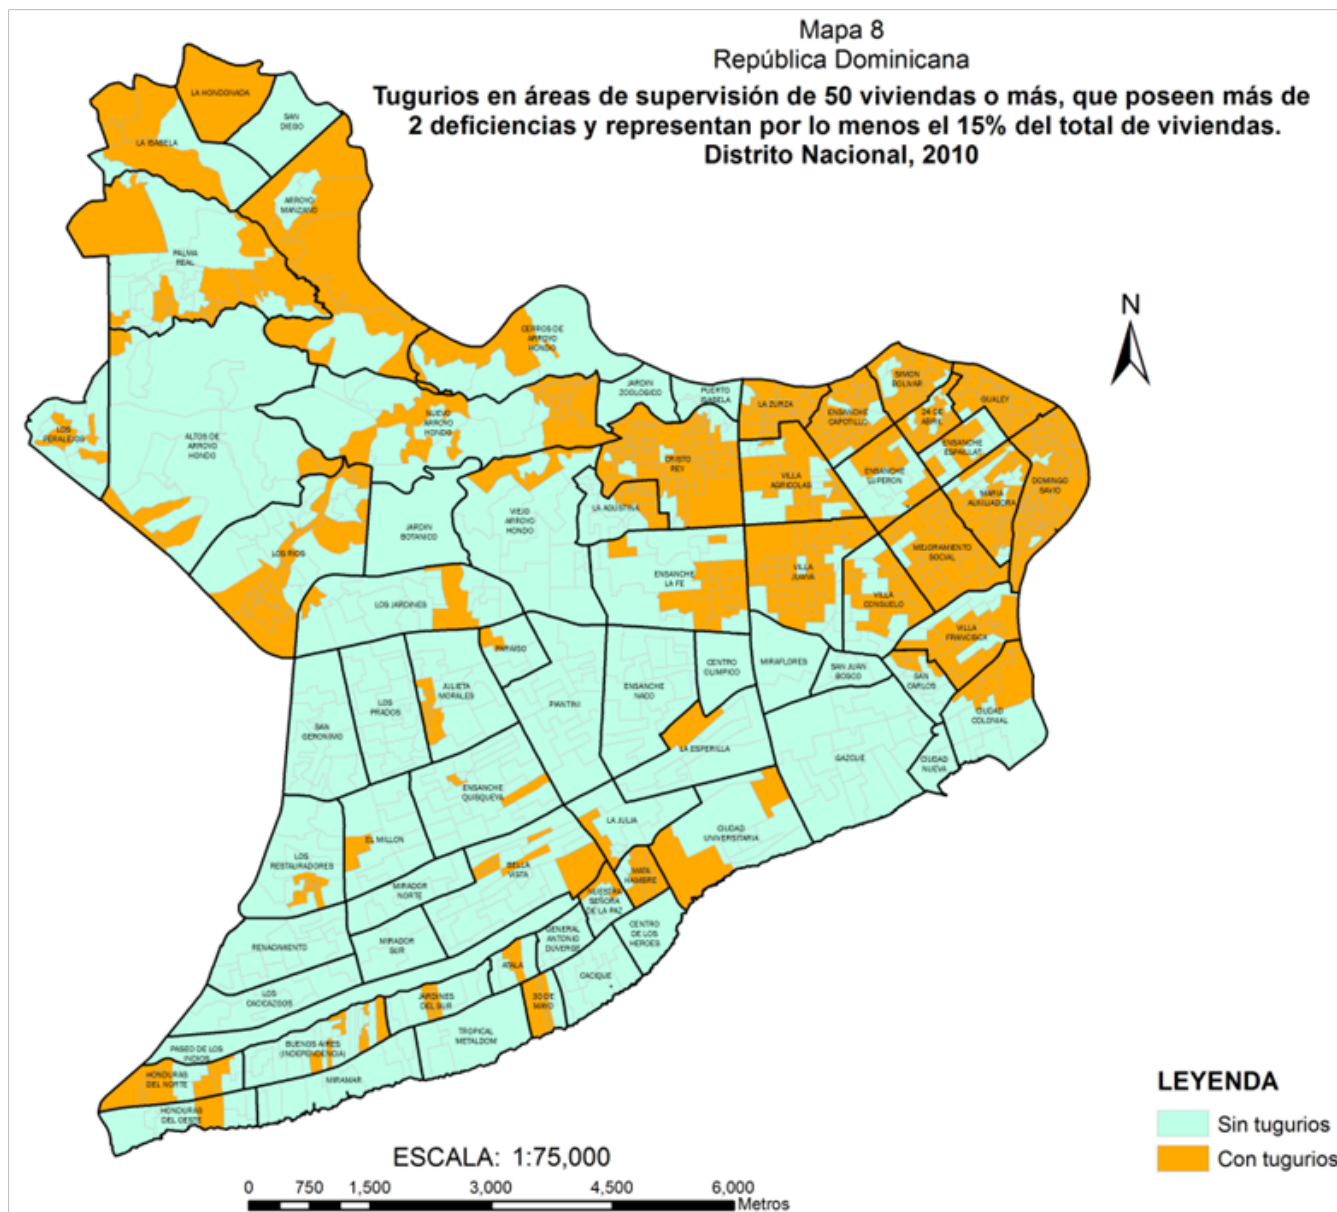 Mapa 8
República Dominicana
Tugurios en áreas de supervisión de 50 viviendas o más, que poseen más de
2 deficiencias y representan por lo menos el 15% del total de viviendas.
Distrito Nacional, 2010
LA HONDONADA
SAN
DIEGO
LA ISABELA
ARROYO
MANZANO
PALMA
REAL
CERROS DE
ARROYO
HONDO
N
JARDIN
ZOOLOGICO
PUERTO
ISABELA
LA ZURZA
ENSANCHE
CAPOTILLO
SIMON
BOLIVAR
GUALEY
24 DE
ABRIL
LOS
PERALEJOS
ALTOS DE
ARROYO
HONDO
NUEVO
ARROYO
HONDO
CRISTO
REY
VILLA
AGRICOLAS
ENSANCHE
LUPERON
ENSANCHE
ESPAILLAT
MARIA
AUXILIADORA
DOMINGO
SAVIO
LA AGUSTINA
VIEJO
ARROYO
HONDO
JARDIN
BOTANICO
LOS RIOS
MEJORAMIENTO
SOCIAL
ENSANCHE
LA FE
VILLA
JUANA
VILLA
CONSUELO
LOS JARDINES
VILLA
FRANCISCA
PARAISO
CENTRO
OLIMPICO
MIRAFLORES
SAN JUAN
BOSCO
SAN
CARLOS
JULIETA
MORALES
ENSANCHE
NACO
LOS
PRADOS
PIANTINI
CIUDAD
COLONIAL
SAN
GERONIMO
LA ESPERILLA
GAZCUE
CIUDAD
NUEVA
ENSANCHE
QUISQUEYA
LA JULIA
CIUDAD
UNIVERSITARIA
EL MILLON
LOS
RESTAURADORES
BELLA
VISTA
MATA
HAMBRE
MIRADOR
NORTE
NUESTRA
SEÑORA
DE LA PAZ
CENTRO
DE LOS
HEROES
GENERAL
ANTONIO
DUVERGE
RENACIMIENTO
MIRADOR
SUR
ATALA
CACIQUE
LOS
CACICAZGOS
JARDINES
DEL SUR
30 DE
MAYO
TROPICAL
METALDOM
PASEO DE LOS
INDIOS
BUENOS AIRES
(INDEPENDENCIA)
HONDURAS
DEL NORTE
MIRAMAR
HONDURAS
DEL OESTE
LEYENDA
Sin tugurios
Con tugurios
ESCALA: 1:75,000
0 750 1,500 3,000 4,500 6,000
Metros